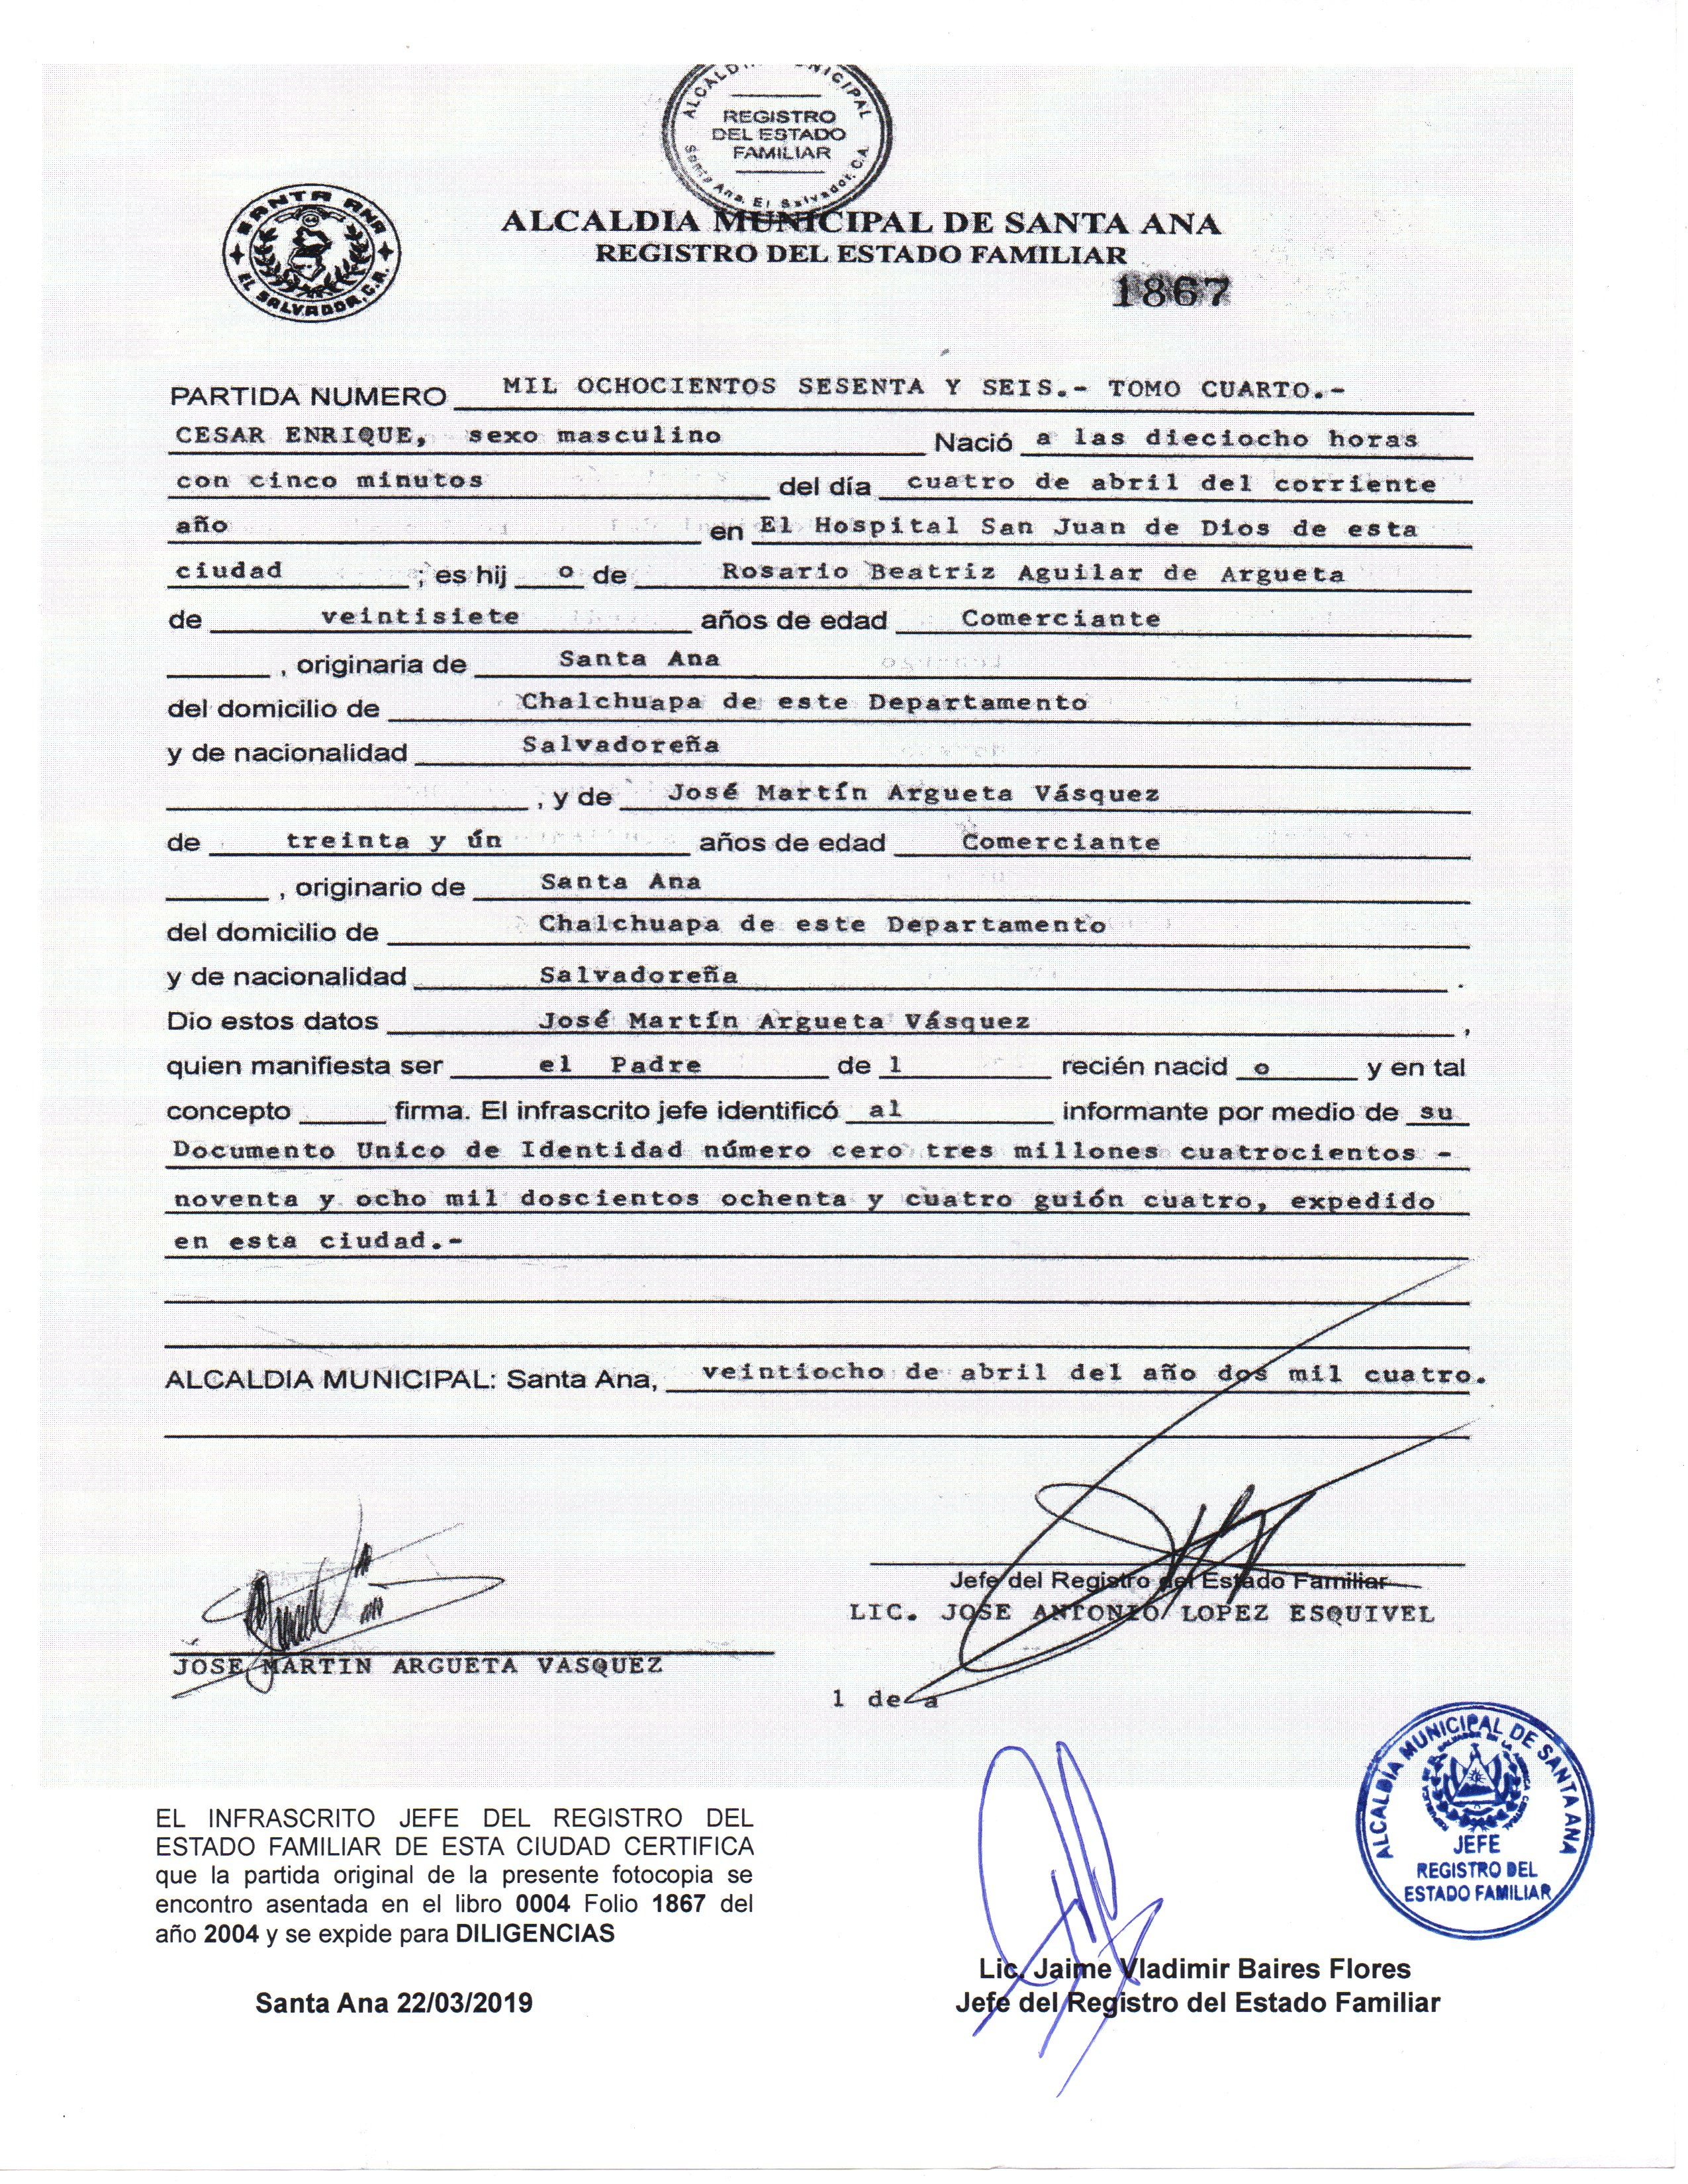 ALCALDIA MUNICIPAL
REGISTRO
DEL ESTADO
FAMILIAR
Santa Ana, El Salvador, C.A.
SANTA ANA
EL SALVADOR, C.A.
ALCALDIA MUNICIPAL DE SANTA ANA
REGISTRO DEL ESTADO FAMILIAR
1867
PARTIDA NUMERO MIL OCHOCIENTOS SESENTA Y SEIS.- TOMO CUARTO.-
CESAR ENRIQUE, sexo masculino Nació a las dieciocho horas
con cinco minutos del día cuatro de abril del corriente
año en El Hospital San Juan de Dios de esta
ciudad ; es hij o de Rosario Beatriz Aguilar de Argueta
de veintisiete años de edad Comerciante
, originaria de Santa Ana
del domicilio de Chalchuapa de este Departamento
y de nacionalidad Salvadoreña
, y de José Martín Argueta Vásquez
de treinta y ún años de edad Comerciante
, originario de Santa Ana
del domicilio de Chalchuapa de este Departamento
y de nacionalidad Salvadoreña .
Dio estos datos José Martín Argueta Vásquez ,
quien manifiesta ser el Padre de l recién nacid o y en tal
concepto firma. El infrascrito jefe identificó al informante por medio de su
Documento Unico de Identidad número cero tres millones cuatrocientos -
noventa y ocho mil doscientos ochenta y cuatro guión cuatro, expedido
en esta ciudad.-
ALCALDIA MUNICIPAL: Santa Ana, veintiocho de abril del año dos mil cuatro.
Jefe del Registro del Estado Familiar
LIC. JOSE ANTONIO LOPEZ ESQUIVEL
JOSE MARTIN ARGUETA VASQUEZ
1 de a
EL INFRASCRITO JEFE DEL REGISTRO DEL
ESTADO FAMILIAR DE ESTA CIUDAD CERTIFICA
que la partida original de la presente fotocopia se
encontro asentada en el libro 0004 Folio 1867 del
año 2004 y se expide para DILIGENCIAS
Santa Ana 22/03/2019
ALCALDÍA MUNICIPAL DE SANTA ANA
REPUBLICA DE EL SALVADOR EN LA AMERICA CENTRAL
JEFE
REGISTRO DEL
ESTADO FAMILIAR
Lic. Jaime Vladimir Baires Flores
Jefe del Registro del Estado Familiar